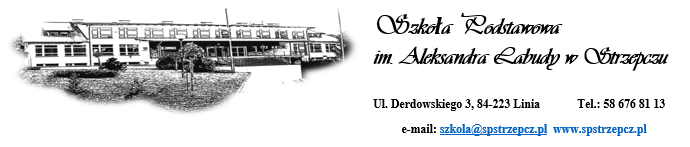 Szkoła Podstawowa
im. Aleksandra Labudy w Strzepczu
Ul. Derdowskiego 3, 84-223 Linia Tel.: 58 676 81 13
e-mail: szkola@spstrzepcz.pl www.spstrzepcz.pl